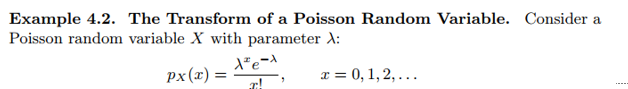 Example 4.2. The Transform of a Poisson Random Variable. Consider a
Poisson random variable X with parameter λ:
pX(x) = λ^x e^−λ / x!, x = 0, 1, 2, . . .